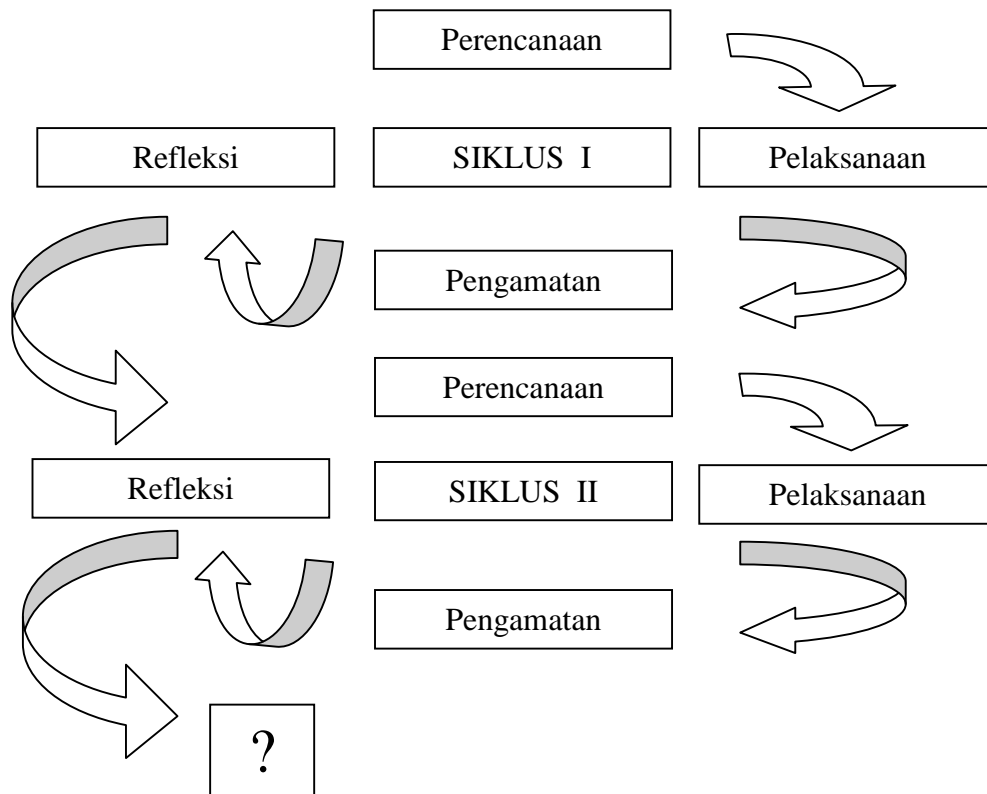 Perencanaan
Refleksi
SIKLUS I
Pelaksanaan
Pengamatan
Perencanaan
Refleksi
SIKLUS II
Pelaksanaan
Pengamatan
?